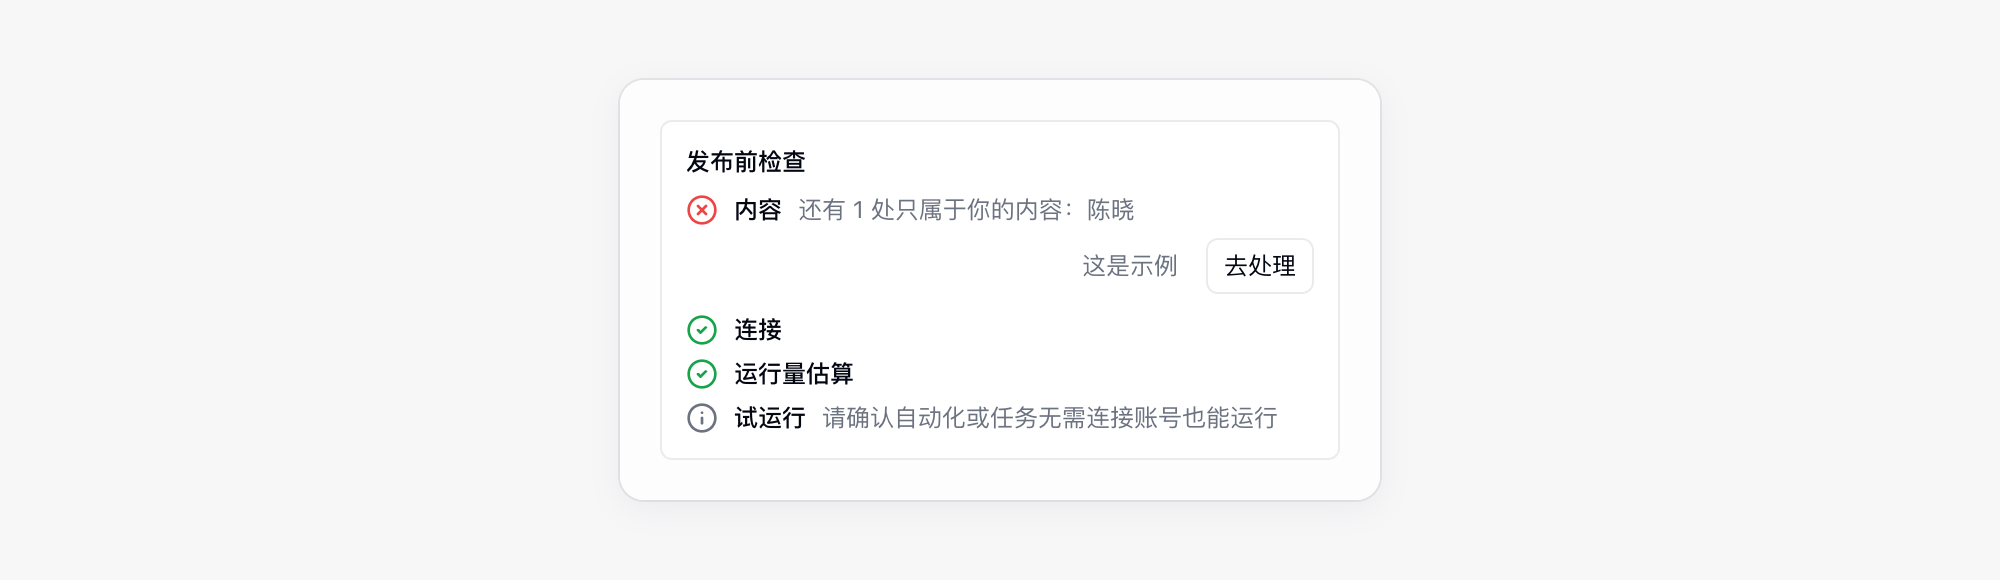 发布前检查
内容 还有 1 处只属于你的内容：陈晓
这是示例 去处理
连接
运行量估算
试运行 请确认自动化或任务无需连接账号也能运行